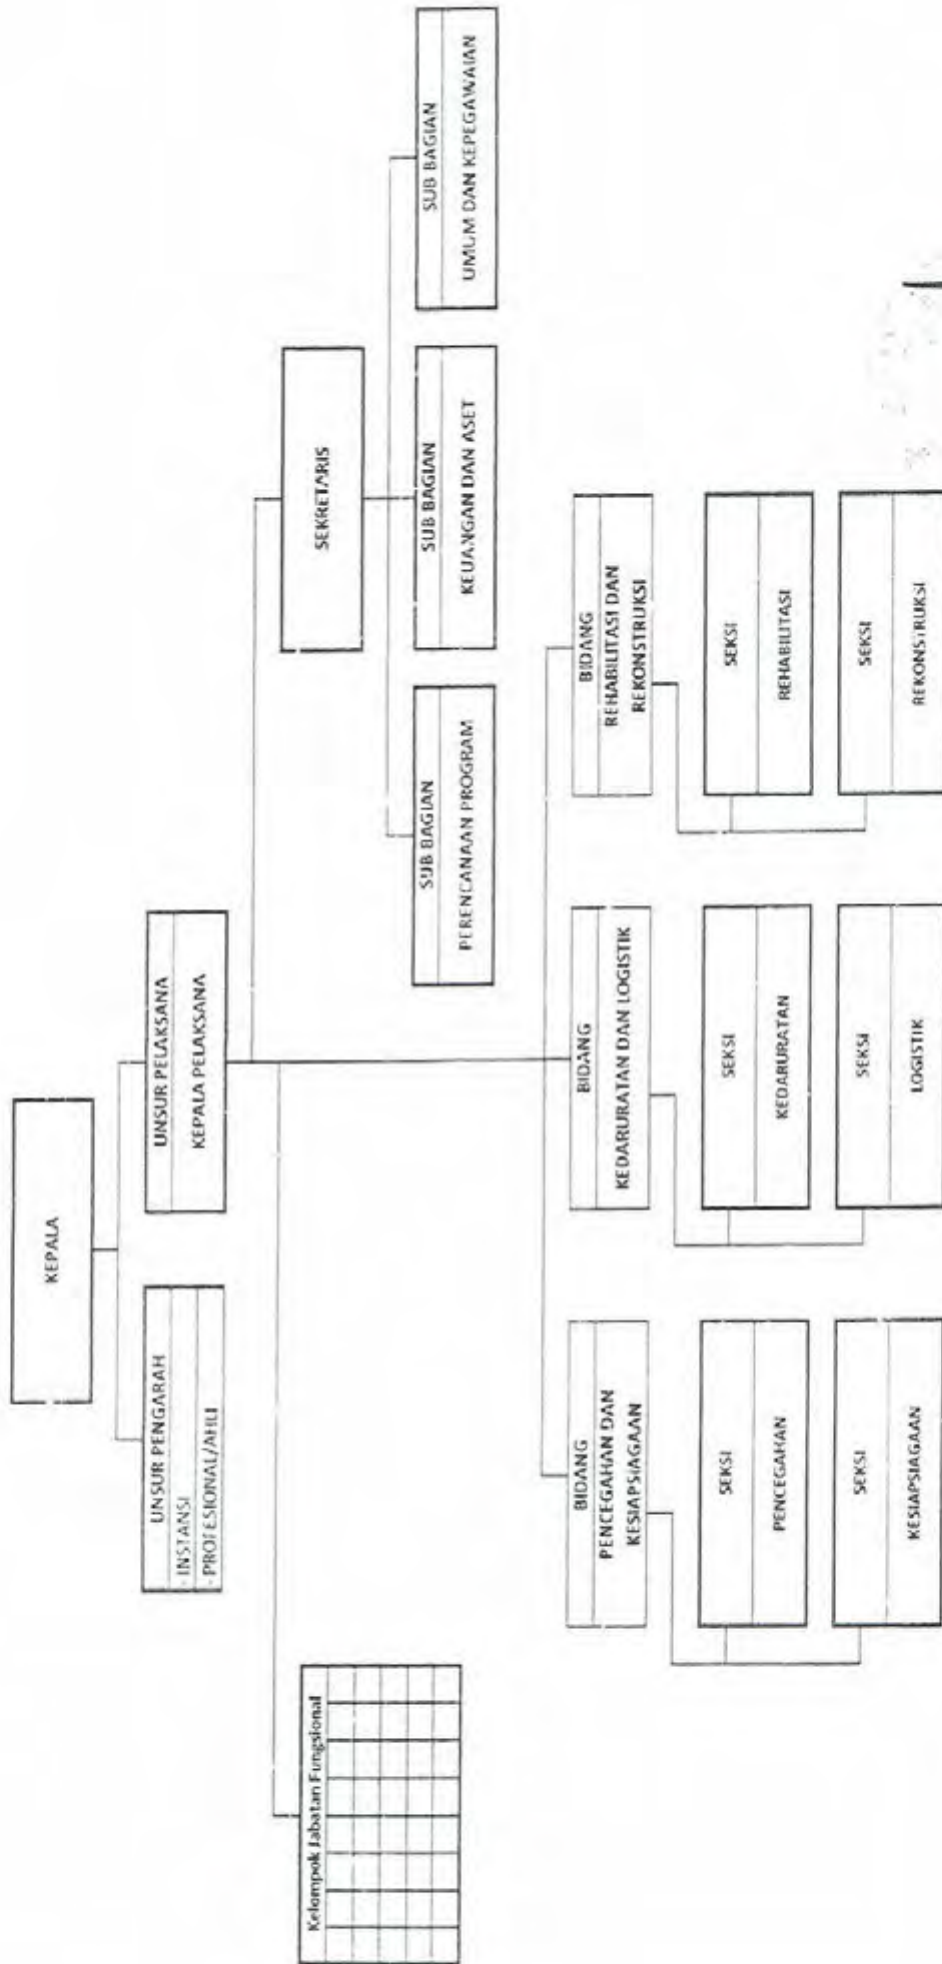 KEPALA
UNSUR PENGARAH
- INSTANSI
- PROFESIONAL/AHLI
UNSUR PELAKSANA
KEPALA PELAKSANA
Kelompok Jabatan Fungsional
SEKRETARIS
SUB BAGIAN
PERENCANAAN PROGRAM
SUB BAGIAN
KEUANGAN DAN ASET
SUB BAGIAN
UMUM DAN KEPEGAWAIAN
BIDANG
PENCEGAHAN DAN
KESIAPSIAGAAN
BIDANG
KEDARURATAN DAN LOGISTIK
BIDANG
REHABILITASI DAN
REKONSTRUKSI
SEKSI
PENCEGAHAN
SEKSI
KEDARURATAN
SEKSI
REHABILITASI
SEKSI
KESIAPSIAGAAN
SEKSI
LOGISTIK
SEKSI
REKONSTRUKSI